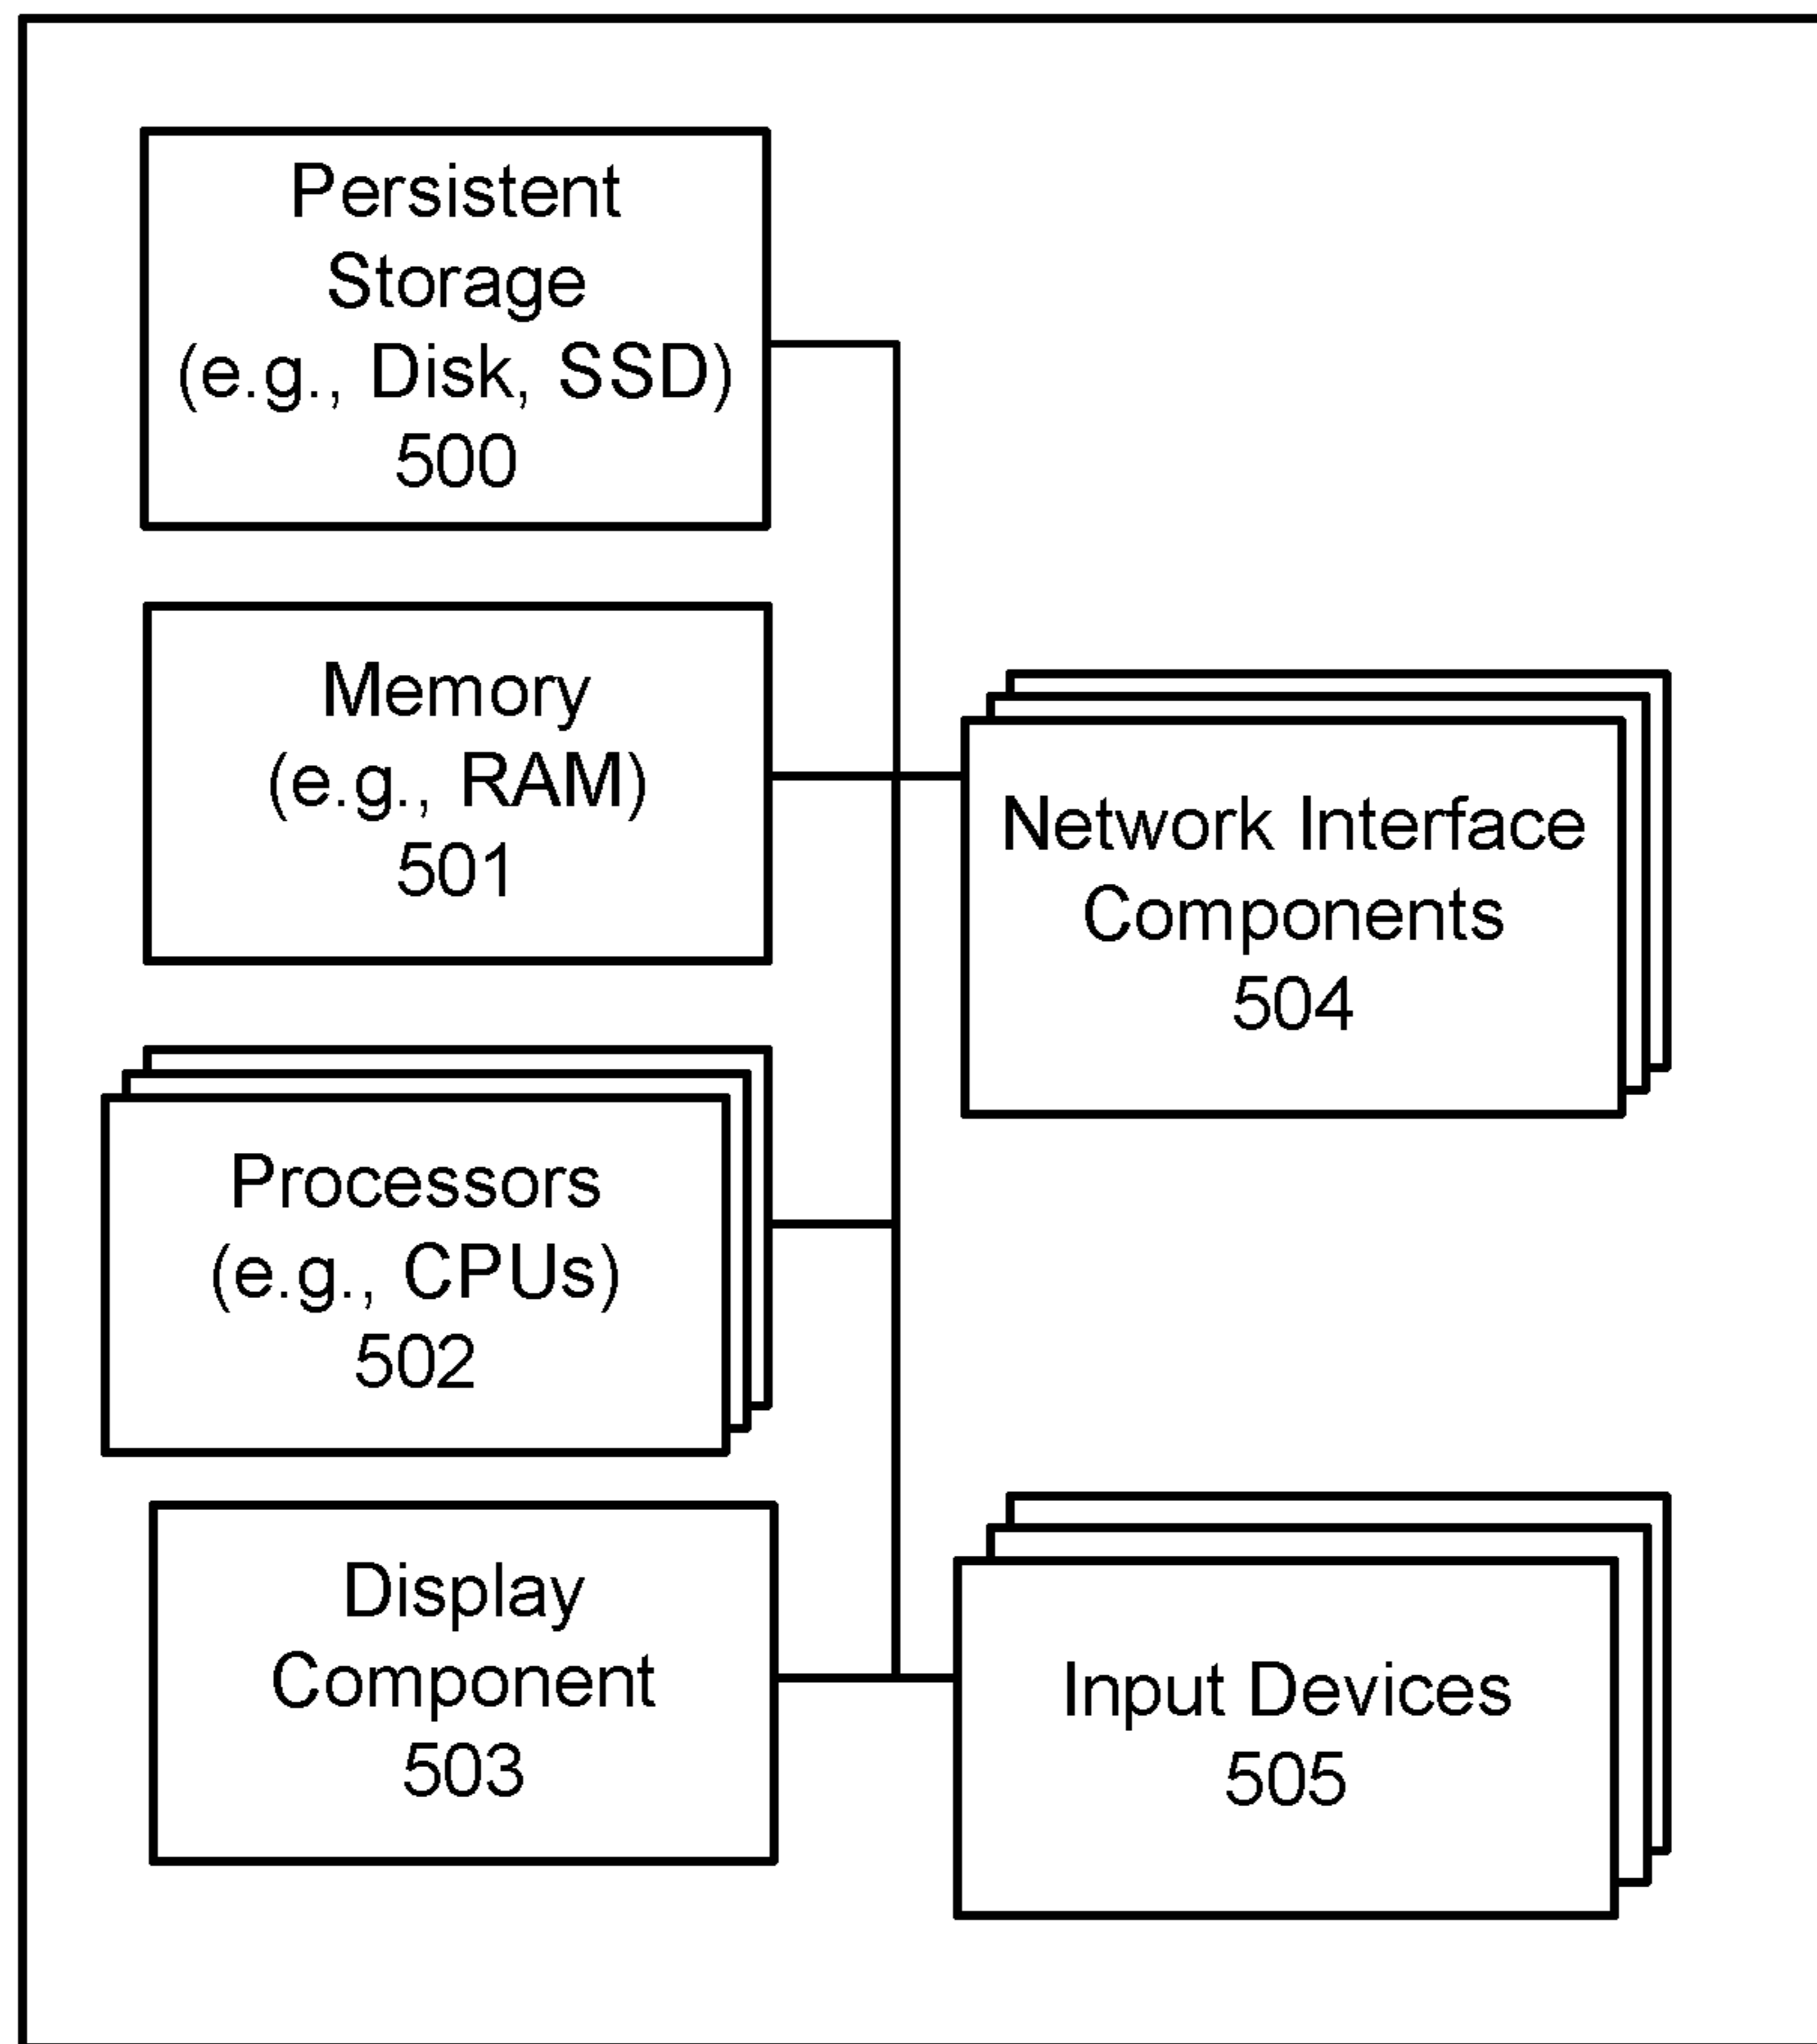 Persistent
Storage
(e.g., Disk, SSD)
500
Memory
(e.g., RAM)
501
Processors
(e.g., CPUs)
502
Display
Component
503
Network Interface
Components
504
Input Devices
505